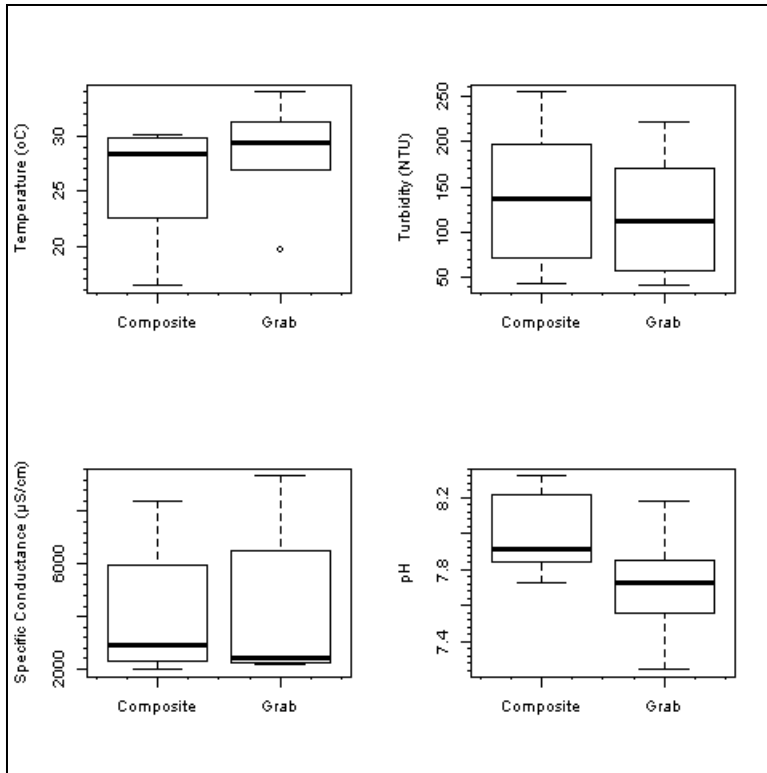 Temperature (oC)
30
25
20
Composite Grab
Turbidity (NTU)
250
200
150
100
50
Composite Grab
Specific Conductance (µS/cm)
6000
2000
Composite Grab
pH
8.2
7.8
7.4
Composite Grab